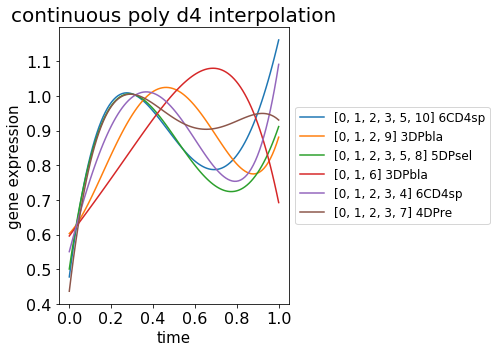 continuous poly d4 interpolation
gene expression
1.1
1.0
0.9
0.8
0.7
0.6
0.5
0.4
0.0 0.2 0.4 0.6 0.8 1.0
time
[0, 1, 2, 3, 5, 10] 6CD4sp
[0, 1, 2, 9] 3DPbla
[0, 1, 2, 3, 5, 8] 5DPsel
[0, 1, 6] 3DPbla
[0, 1, 2, 3, 4] 6CD4sp
[0, 1, 2, 3, 7] 4DPre